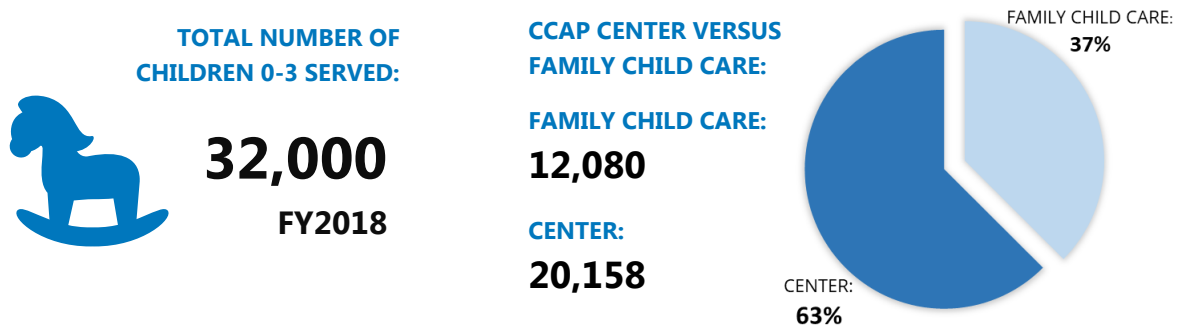 TOTAL NUMBER OF
CHILDREN 0-3 SERVED:
32,000
FY2018
CCAP CENTER VERSUS
FAMILY CHILD CARE:
FAMILY CHILD CARE:
12,080
CENTER:
20,158
FAMILY CHILD CARE:
37%
CENTER:
63%